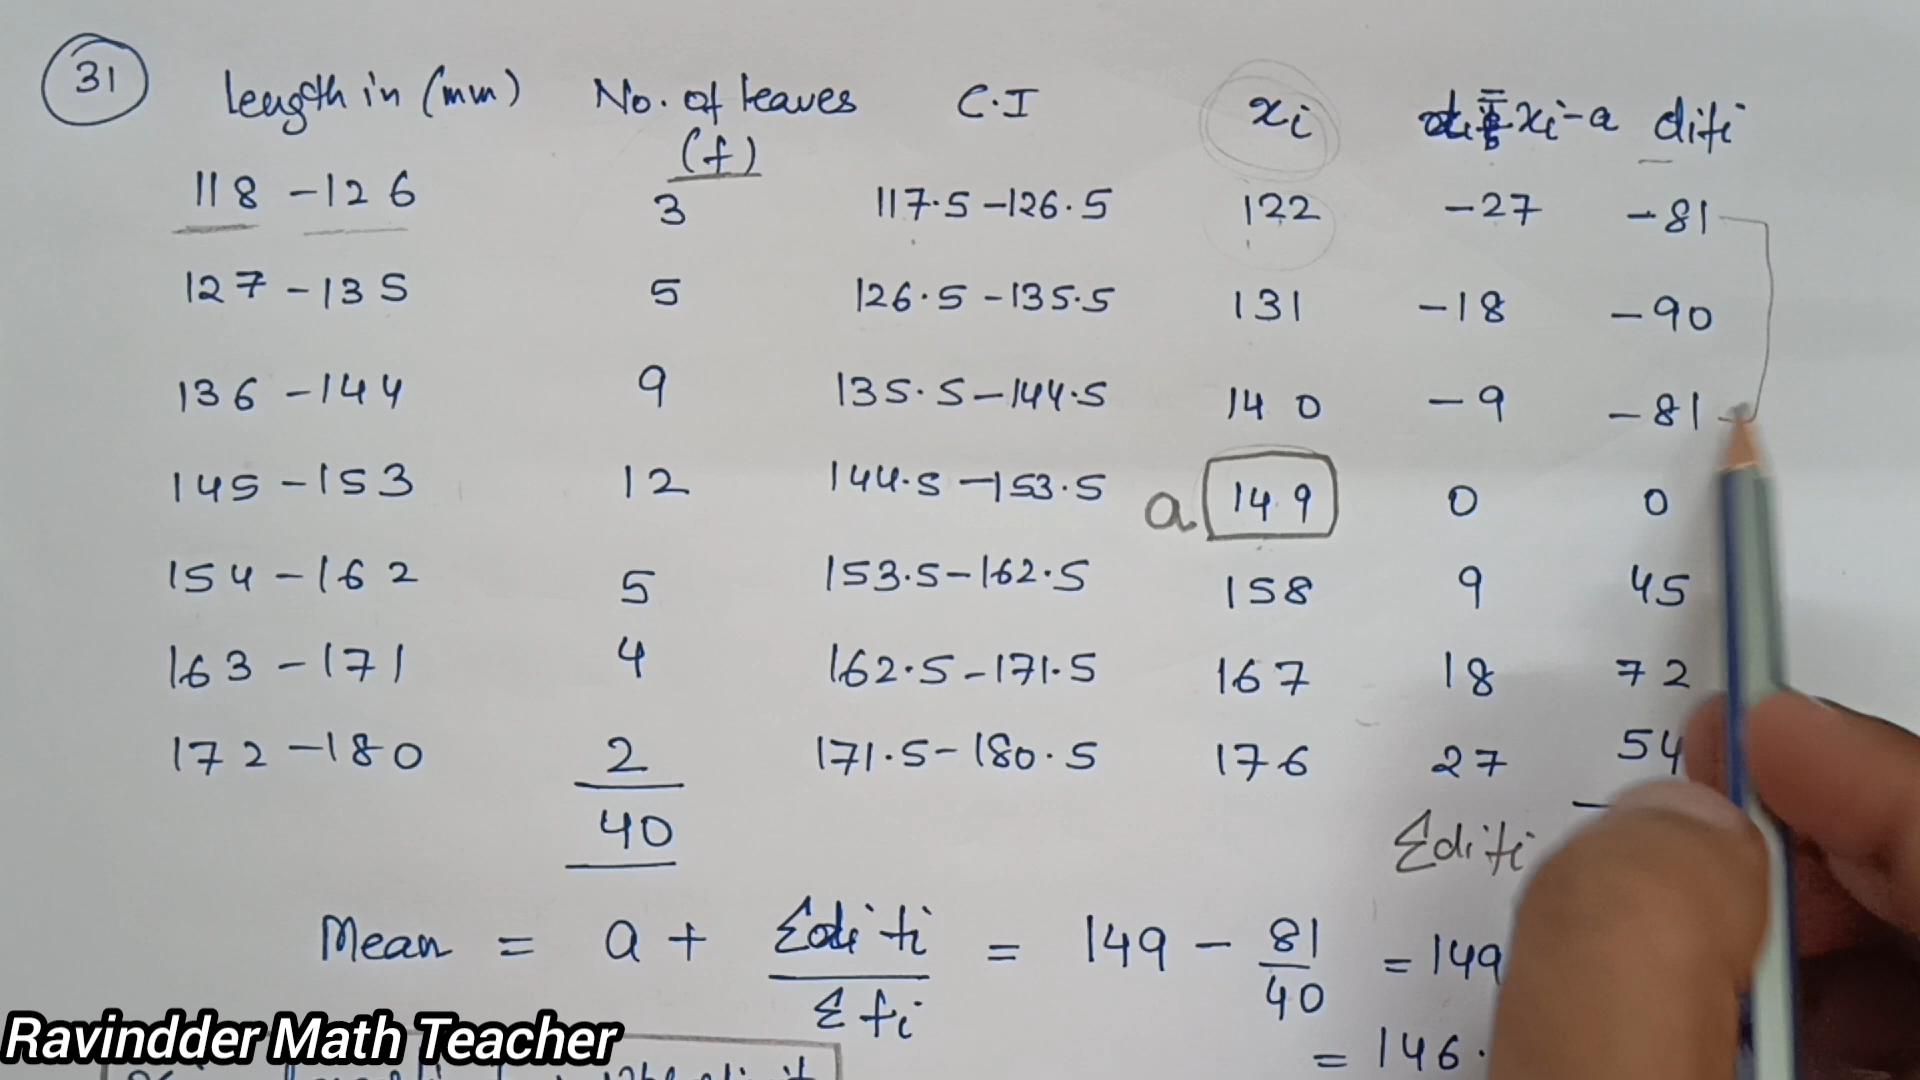 31 Length in (mm) No. of leaves (f) C.I xi di = xi-a difi
118 -126 3 117.5 -126.5 122 -27 -81
127 -135 5 126.5 -135.5 131 -18 -90
136 -144 9 135.5 -144.5 140 -9 -81
145 -153 12 144.5 -153.5 a 149 0 0
154 -162 5 153.5 -162.5 158 9 45
163 -171 4 162.5 -171.5 167 18 72
172 -180 2 171.5 - 180.5 176 27 54
40 Σdifi
Mean = a + Σdifi / Σfi = 149 - 81/40 = 149
= 146.
Ravindder Math Teacher